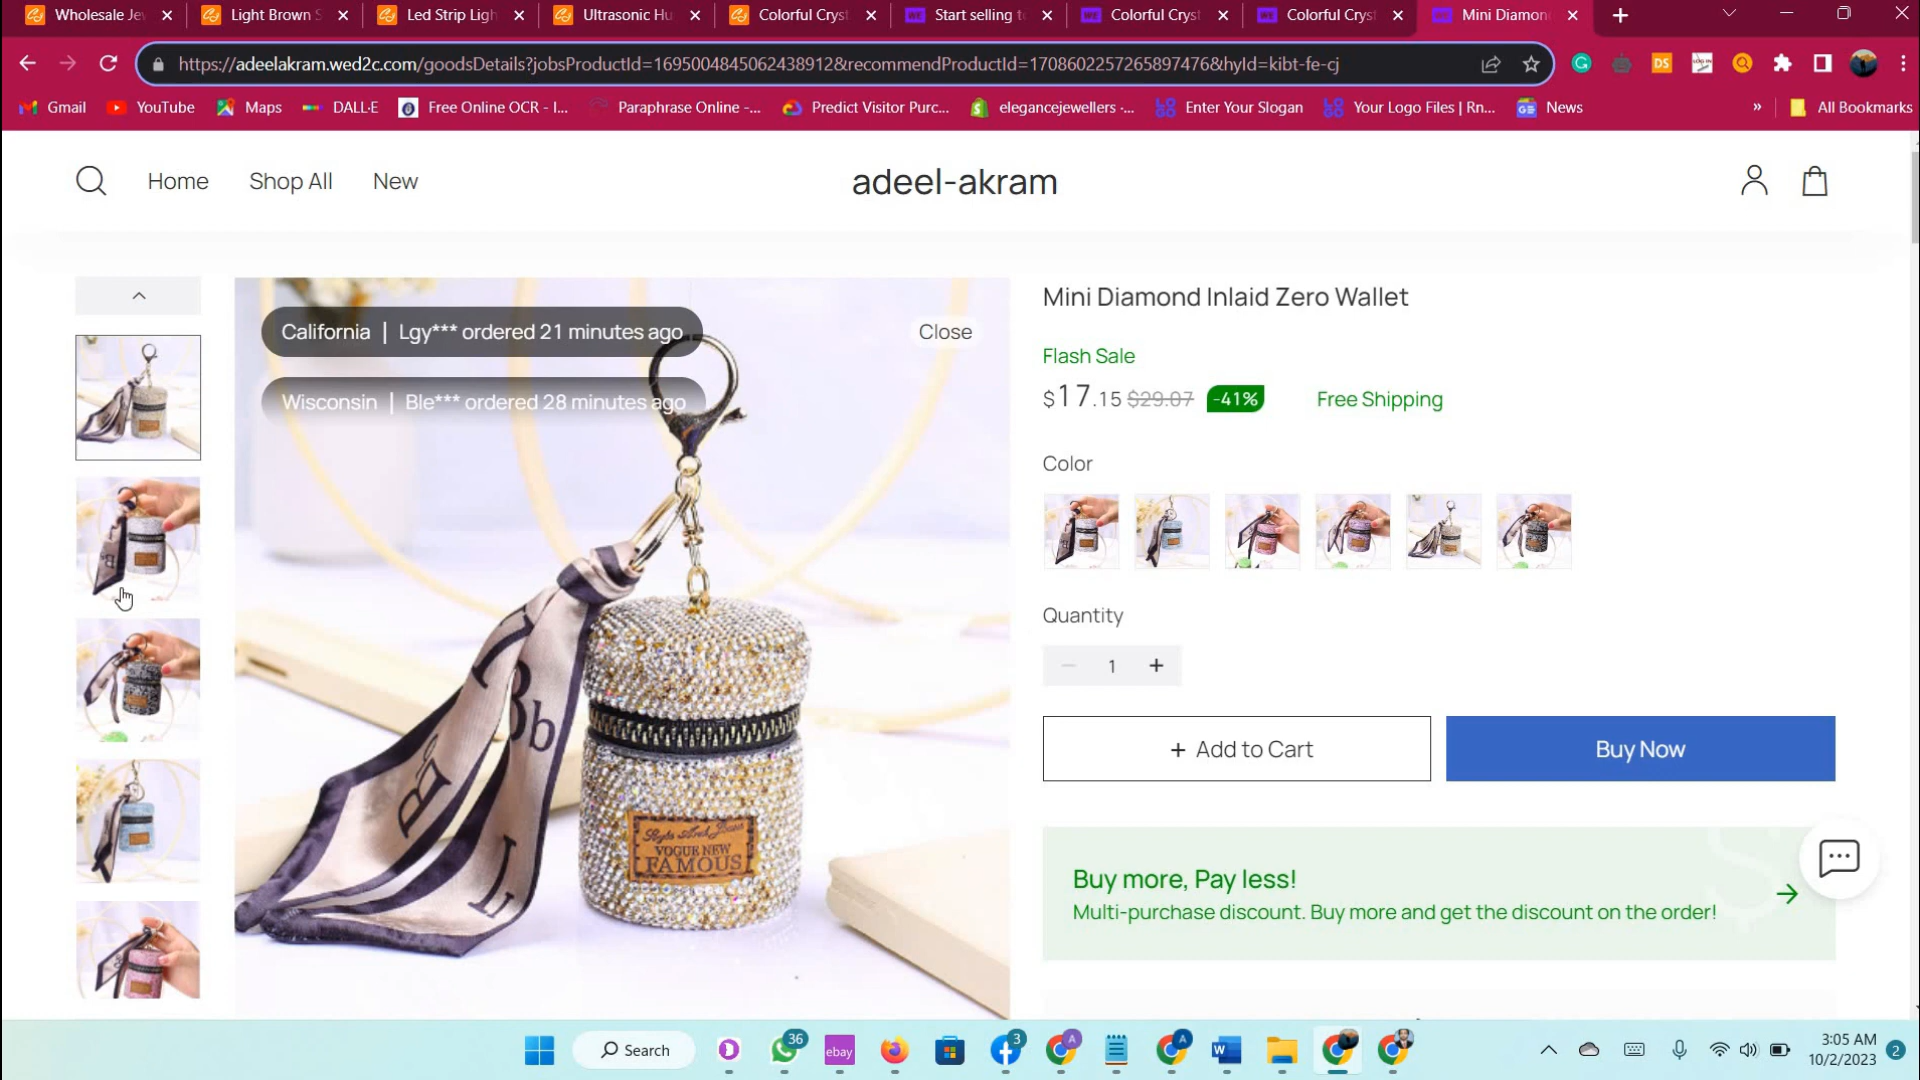 Wholesale Je
Light Brown S
Led Strip Ligh
Ultrasonic Hu
Colorful Cryst
Start selling t
Colorful Cryst
Colorful Cryst
Mini Diamon
https://adeelakram.wed2c.com/goodsDetails?jobsProductId=1695004845062438912&recommendProductId=1708602257265897476&hyId=kibt-fe-cj
Gmail
YouTube
Maps
DALL·E
Free Online OCR - I...
Paraphrase Online -...
Predict Visitor Purc...
elegancejewellers -...
Enter Your Slogan
Your Logo Files | Rn...
News
»
All Bookmarks
Home
Shop All
New
adeel-akram
California | Lgy*** ordered 21 minutes ago
Close
Wisconsin | Ble*** ordered 28 minutes ago
VOGUE NEW
FAMOUS
Mini Diamond Inlaid Zero Wallet
Flash Sale
$17.15 $29.07 -41% Free Shipping
Color
Quantity
− 1 +
+ Add to Cart
Buy Now
Buy more, Pay less!
Multi-purchase discount. Buy more and get the discount on the order!
Search
36
ebay
3
A
A
3:05 AM
10/2/2023
2